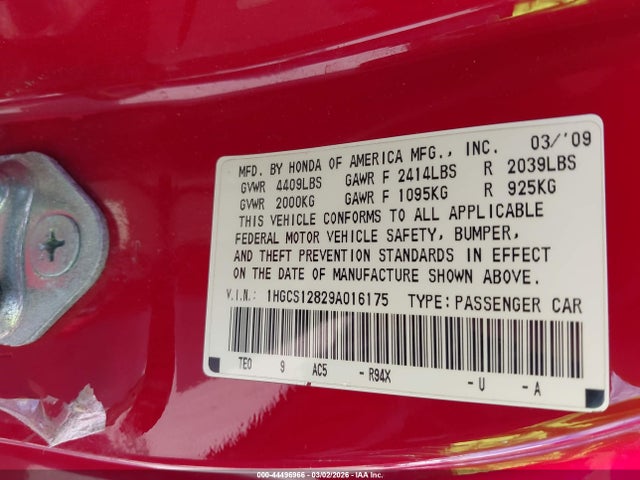 MFD. BY HONDA OF AMERICA MFG., INC. 03/'09
GVWR 4409LBS GAWR F 2414LBS R 2039LBS
GVWR 2000KG GAWR F 1095KG R 925KG
THIS VEHICLE CONFORMS TO ALL APPLICABLE
FEDERAL MOTOR VEHICLE SAFETY, BUMPER,
AND THEFT PREVENTION STANDARDS IN EFFECT
ON THE DATE OF MANUFACTURE SHOWN ABOVE.
V.I.N.: 1HGCS12829A016175 TYPE: PASSENGER CAR
TE0 9 AC5 - R94X - U - A
000-44496966 - 03/02/2026 - IAA Inc.